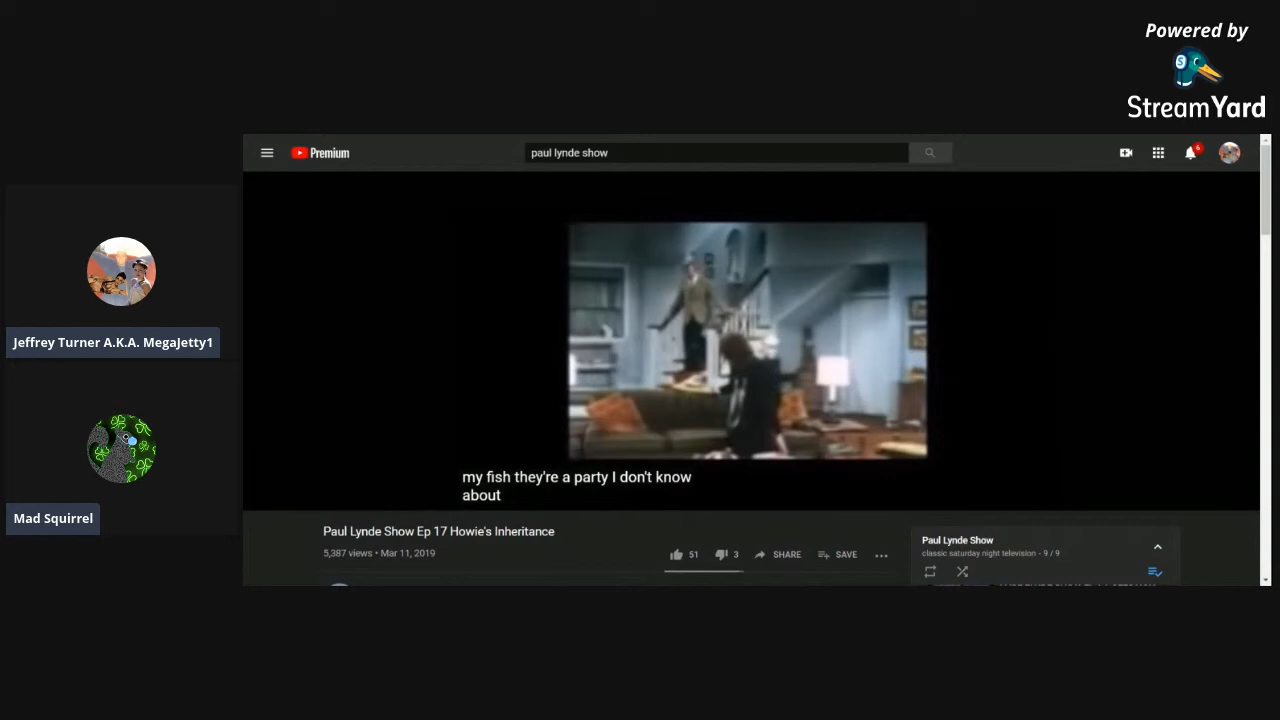 Powered by
StreamYard
Premium
paul lynde show
6
Jeffrey Turner A.K.A. MegaJetty1
Mad Squirrel
my fish they're a party I don't know
about
Paul Lynde Show Ep 17 Howie's Inheritance
5,387 views • Mar 11, 2019
51
3
SHARE
SAVE
Paul Lynde Show
classic saturday night television - 9 / 9